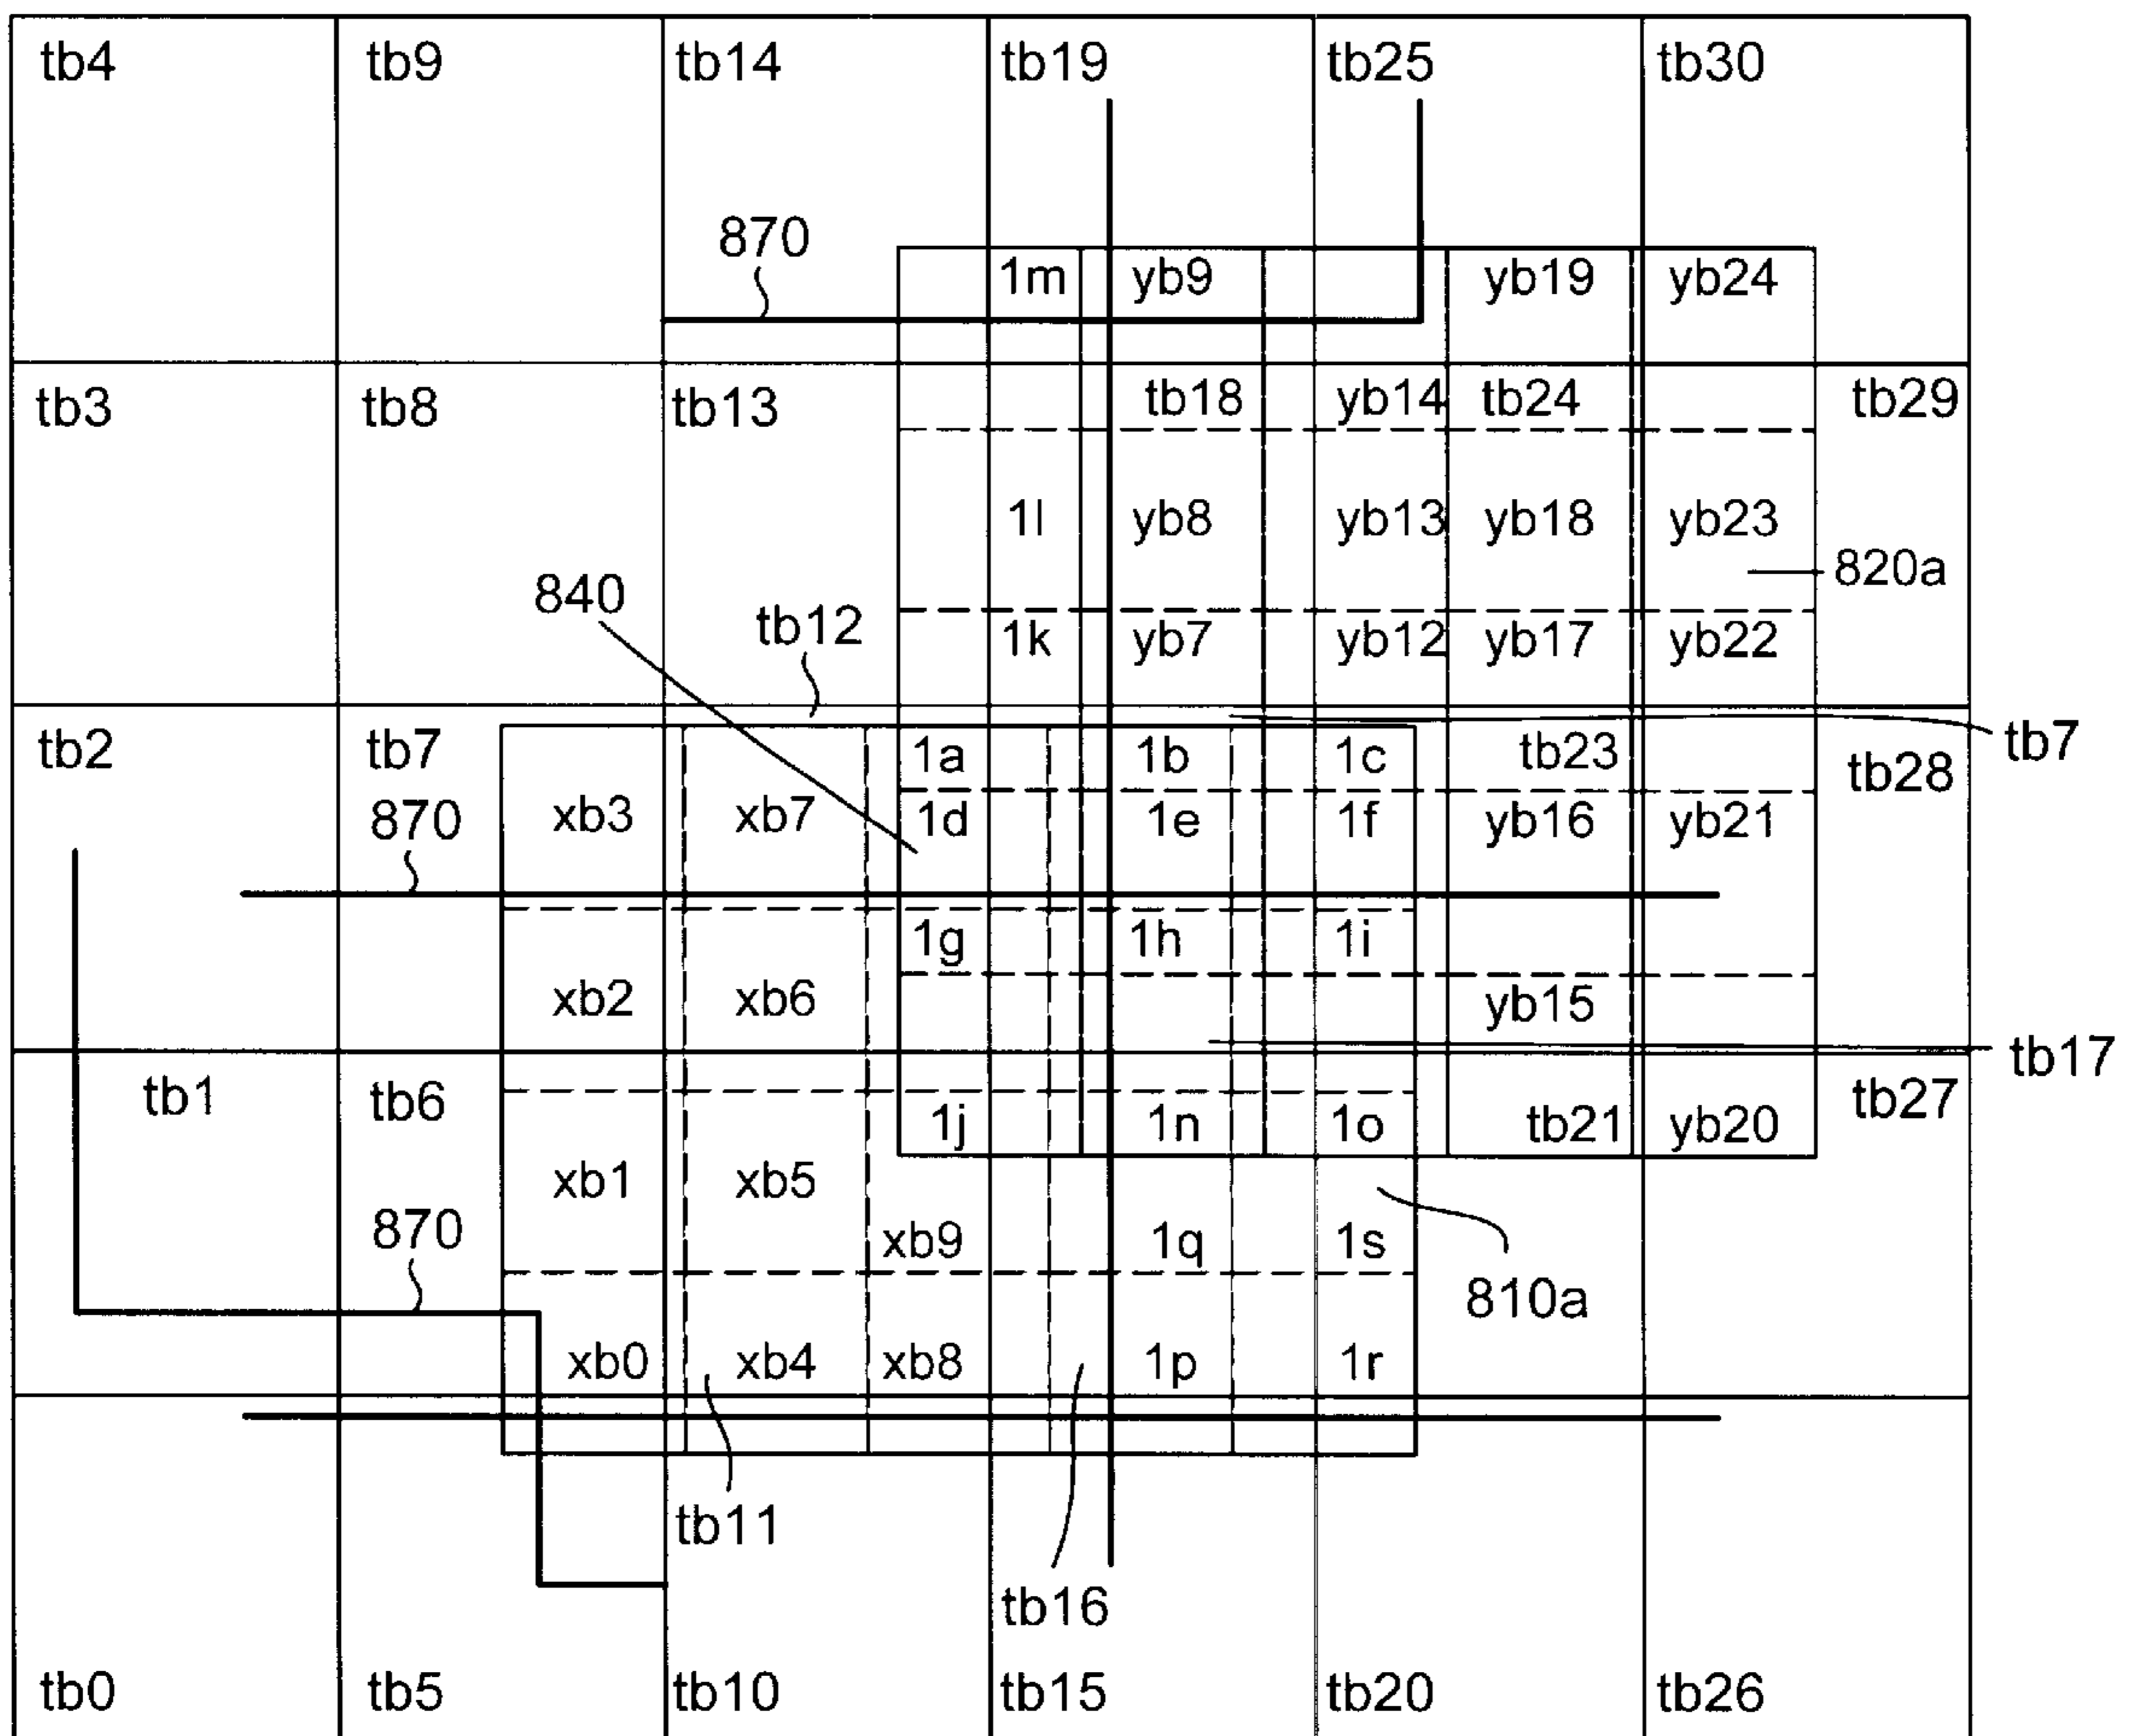 tb4 tb9 tb14 tb19 tb25 tb30
870
1m yb9 yb19 yb24
tb3 tb8 tb13 tb18 yb14 tb24 tb29
1l yb8 yb13 yb18 yb23
820a
840
tb12
1k yb7 yb12 yb17 yb22
tb2 tb7 1a 1b 1c tb23 tb28 tb7
870 xb3 xb7 1d 1e 1f yb16 yb21
1g 1h 1i
xb2 xb6 yb15
tb17
tb1 tb6 1j 1n 1o tb21 yb20 tb27
xb1 xb5
870 xb9 1q 1s
810a
xb0 xb4 xb8 1p 1r
tb11
tb16
tb0 tb5 tb10 tb15 tb20 tb26